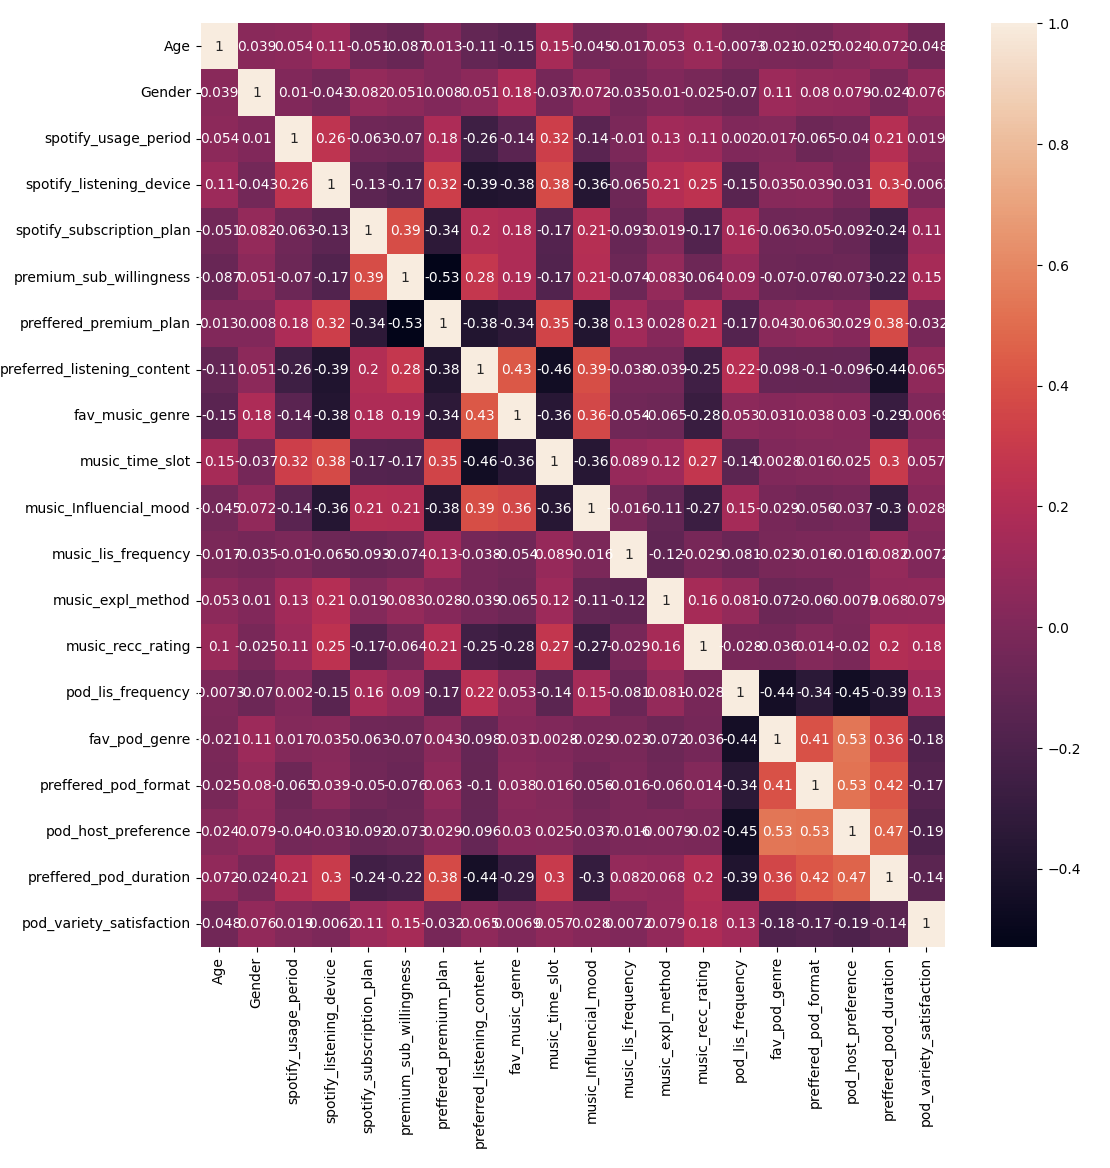 Age 1 0.039 0.054 0.11 -0.051 -0.087 0.013 -0.11 -0.15 0.15 -0.045 -0.017 0.053 0.1 -0.0073 -0.021 -0.025 0.024 0.072 -0.048
Gender 0.039 1 0.01 -0.043 0.082 0.051 0.008 0.051 0.18 -0.037 0.072 -0.035 0.01 -0.025 -0.07 0.11 0.08 0.079 -0.024 0.076
spotify_usage_period 0.054 0.01 1 0.26 -0.063 -0.07 0.18 -0.26 -0.14 0.32 -0.14 -0.01 0.13 0.11 0.002 0.017 -0.065 -0.04 0.21 0.019
spotify_listening_device 0.11 -0.043 0.26 1 -0.13 -0.17 0.32 -0.39 -0.38 0.38 -0.36 -0.065 0.21 0.25 -0.15 0.035 0.039 -0.031 0.3 -0.0062
spotify_subscription_plan -0.051 0.082 -0.063 -0.13 1 0.39 -0.34 0.2 0.18 -0.17 0.21 -0.093 0.019 -0.17 0.16 -0.063 -0.05 -0.092 -0.24 0.11
premium_sub_willingness -0.087 0.051 -0.07 -0.17 0.39 1 -0.53 0.28 0.19 -0.17 0.21 -0.074 0.083 -0.064 0.09 -0.07 -0.076 -0.073 -0.22 0.15
preffered_premium_plan 0.013 0.008 0.18 0.32 -0.34 -0.53 1 -0.38 -0.34 0.35 -0.38 0.13 0.028 0.21 -0.17 0.043 0.063 0.029 0.38 -0.032
preferred_listening_content -0.11 0.051 -0.26 -0.39 0.2 0.28 -0.38 1 0.43 -0.46 0.39 -0.038 -0.039 -0.25 0.22 -0.098 -0.1 -0.096 -0.44 0.065
fav_music_genre -0.15 0.18 -0.14 -0.38 0.18 0.19 -0.34 0.43 1 -0.36 0.36 -0.054 -0.065 -0.28 0.053 0.031 0.038 0.03 -0.29 0.0069
music_time_slot 0.15 -0.037 0.32 0.38 -0.17 -0.17 0.35 -0.46 -0.36 1 -0.36 0.089 0.12 0.27 -0.14 0.0028 0.016 0.025 0.3 0.057
music_Influencial_mood -0.045 0.072 -0.14 -0.36 0.21 0.21 -0.38 0.39 0.36 -0.36 1 -0.016 -0.11 -0.27 0.15 -0.029 -0.056 -0.037 -0.3 0.028
music_lis_frequency -0.017 -0.035 -0.01 -0.065 -0.093 -0.074 0.13 -0.038 -0.054 0.089 -0.016 1 -0.12 -0.029 -0.081 -0.023 -0.016 -0.016 0.082 0.0072
music_expl_method 0.053 0.01 0.13 0.21 0.019 0.083 0.028 -0.039 -0.065 0.12 -0.11 -0.12 1 0.16 0.081 -0.072 -0.06 -0.0079 0.068 0.079
music_recc_rating 0.1 -0.025 0.11 0.25 -0.17 -0.064 0.21 -0.25 -0.28 0.27 -0.27 -0.029 0.16 1 -0.028 -0.036 0.014 -0.02 0.2 0.18
pod_lis_frequency -0.0073 -0.07 0.002 -0.15 0.16 0.09 -0.17 0.22 0.053 -0.14 0.15 -0.081 0.081 -0.028 1 -0.44 -0.34 -0.45 -0.39 0.13
fav_pod_genre -0.021 0.11 0.017 0.035 -0.063 -0.07 0.043 -0.098 0.031 0.0028 -0.029 -0.023 -0.072 -0.036 -0.44 1 0.41 0.53 0.36 -0.18
preffered_pod_format -0.025 0.08 -0.065 0.039 -0.05 -0.076 0.063 -0.1 0.038 0.016 -0.056 -0.016 -0.06 0.014 -0.34 0.41 1 0.53 0.42 -0.17
pod_host_preference 0.024 0.079 -0.04 -0.031 -0.092 -0.073 0.029 -0.096 0.03 0.025 -0.037 -0.016 -0.0079 -0.02 -0.45 0.53 0.53 1 0.47 -0.19
preffered_pod_duration 0.072 -0.024 0.21 0.3 -0.24 -0.22 0.38 -0.44 -0.29 0.3 -0.3 0.082 0.068 0.2 -0.39 0.36 0.42 0.47 1 -0.14
pod_variety_satisfaction -0.048 0.076 0.019 -0.0062 0.11 0.15 -0.032 0.065 0.0069 0.057 0.028 0.0072 0.079 0.18 0.13 -0.18 -0.17 -0.19 -0.14 1
Age
Gender
spotify_usage_period
spotify_listening_device
spotify_subscription_plan
premium_sub_willingness
preffered_premium_plan
preferred_listening_content
fav_music_genre
music_time_slot
music_Influencial_mood
music_lis_frequency
music_expl_method
music_recc_rating
pod_lis_frequency
fav_pod_genre
preffered_pod_format
pod_host_preference
preffered_pod_duration
pod_variety_satisfaction
1.0
0.8
0.6
0.4
0.2
0.0
−0.2
−0.4